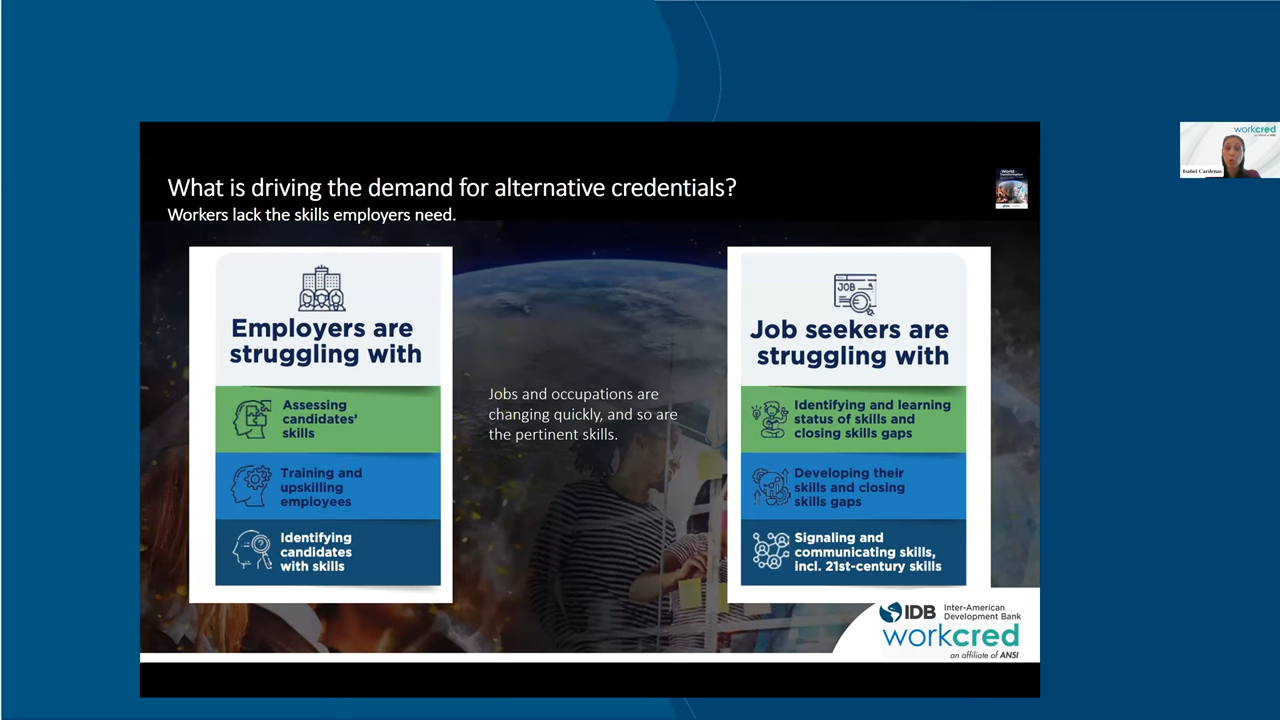 What is driving the demand for alternative credentials?
Workers lack the skills employers need.
Employers are
struggling with
Assessing
candidates'
skills
Training and
upskilling
employees
Identifying
candidates
with skills
Jobs and occupations are
changing quickly, and so are
the pertinent skills.
JOB
Job seekers are
struggling with
Identifying and learning
status of skills and
closing skills gaps
Developing their
skills and closing
skills gaps
Signaling and
communicating skills,
incl. 21st-century skills
IDB
Inter-American
Development Bank
workcred
an affiliate of ANSI
workcred
Isabel Cardenas